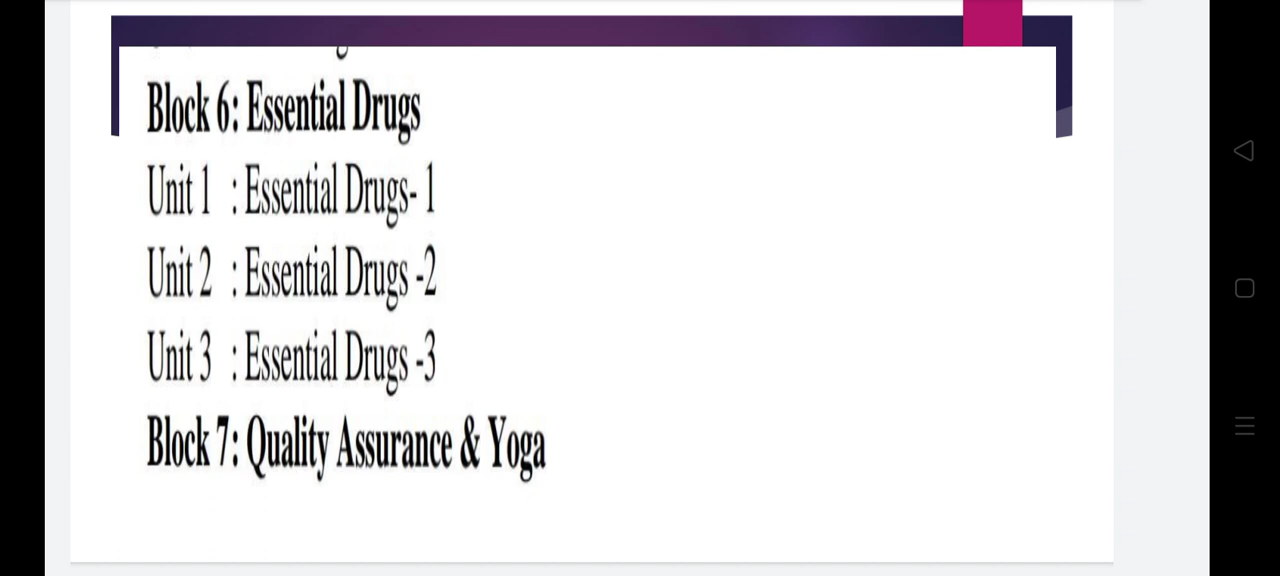 Block 6: Essential Drugs
Unit 1 : Essential Drugs- 1
Unit 2 : Essential Drugs -2
Unit 3 : Essential Drugs -3
Block 7: Quality Assurance & Yoga